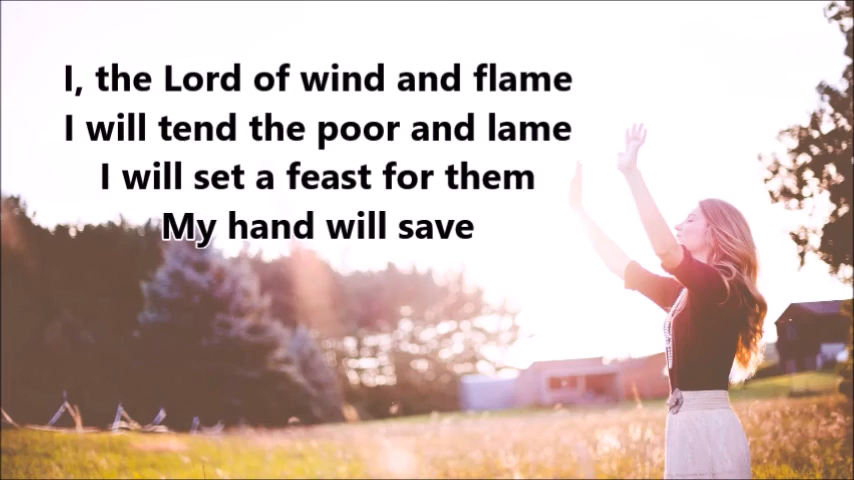 I, the Lord of wind and flame
I will tend the poor and lame
I will set a feast for them
My hand will save